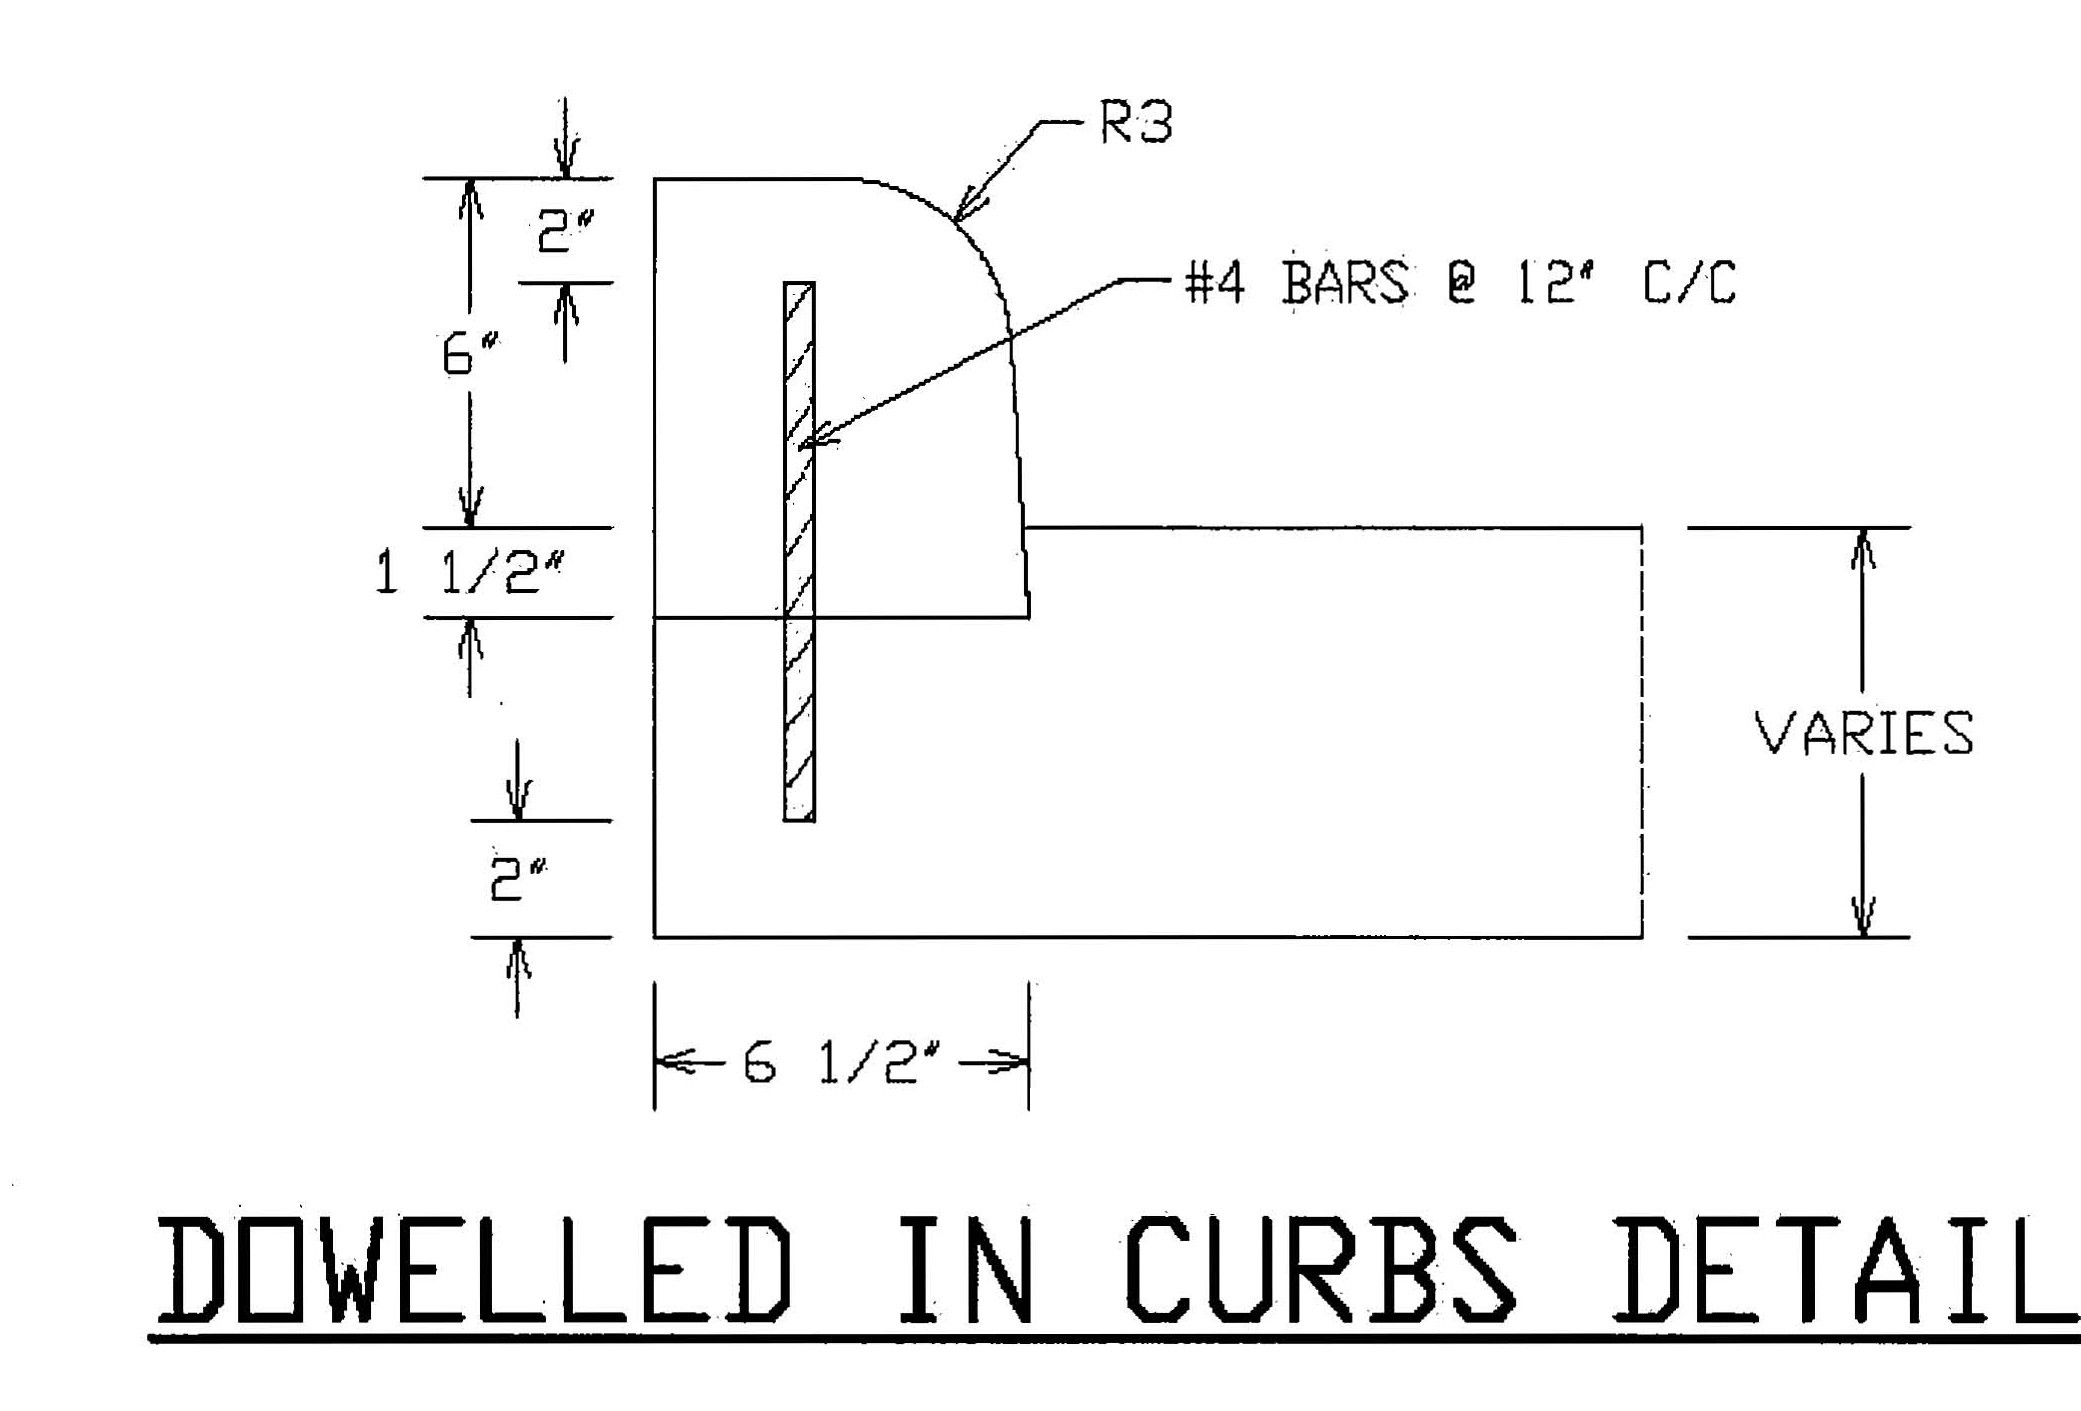 R3
2"
#4 BARS @ 12" C/C
6"
1 1/2"
VARIES
2"
6 1/2"
DOWELLED IN CURBS DETAIL